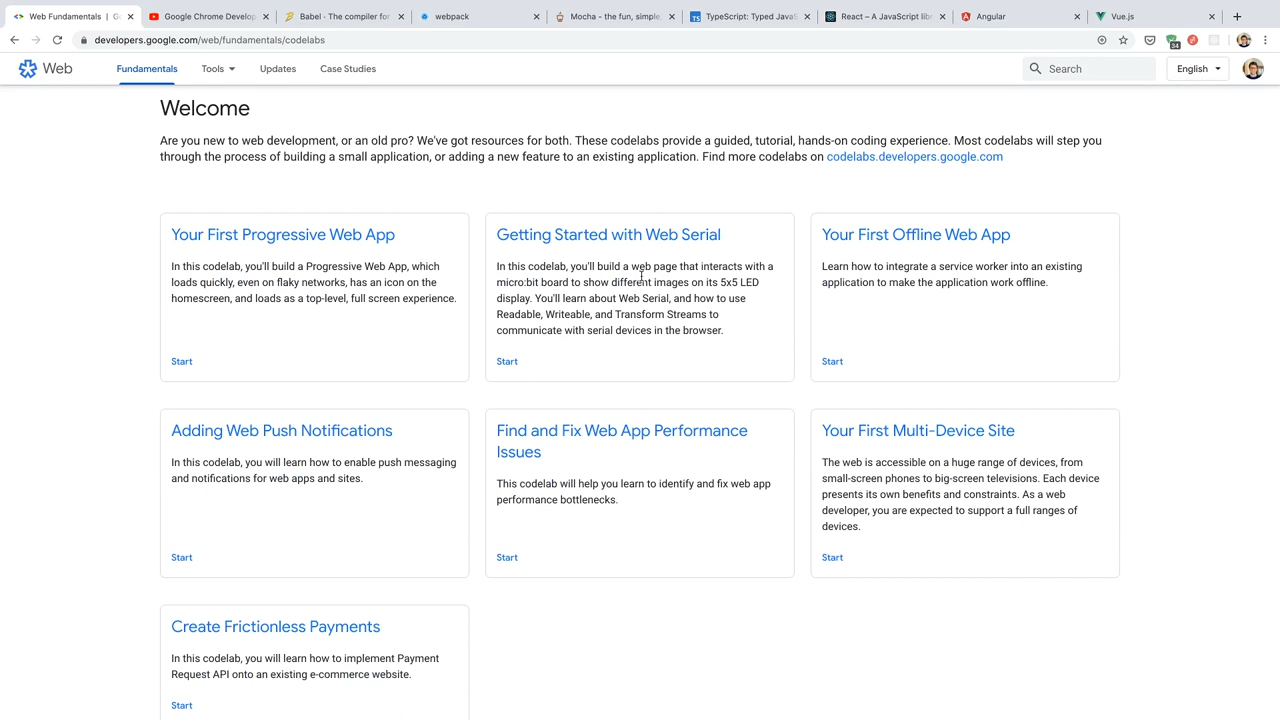 Web Fundamentals | G
Google Chrome Develop
Babel · The compiler for
webpack
Mocha - the fun, simple,
TypeScript: Typed JavaS
React – A JavaScript lib
Angular
Vue.js
developers.google.com/web/fundamentals/codelabs
34
Web
Fundamentals
Tools
Updates
Case Studies
Search
English
Welcome
Are you new to web development, or an old pro? We've got resources for both. These codelabs provide a guided, tutorial, hands-on coding experience. Most codelabs will step you
through the process of building a small application, or adding a new feature to an existing application. Find more codelabs on codelabs.developers.google.com
Your First Progressive Web App
In this codelab, you'll build a Progressive Web App, which
loads quickly, even on flaky networks, has an icon on the
homescreen, and loads as a top-level, full screen experience.
Start
Getting Started with Web Serial
In this codelab, you'll build a web page that interacts with a
micro:bit board to show different images on its 5x5 LED
display. You'll learn about Web Serial, and how to use
Readable, Writeable, and Transform Streams to
communicate with serial devices in the browser.
Start
Your First Offline Web App
Learn how to integrate a service worker into an existing
application to make the application work offline.
Start
Adding Web Push Notifications
In this codelab, you will learn how to enable push messaging
and notifications for web apps and sites.
Start
Find and Fix Web App Performance
Issues
This codelab will help you learn to identify and fix web app
performance bottlenecks.
Start
Your First Multi-Device Site
The web is accessible on a huge range of devices, from
small-screen phones to big-screen televisions. Each device
presents its own benefits and constraints. As a web
developer, you are expected to support a full ranges of
devices.
Start
Create Frictionless Payments
In this codelab, you will learn how to implement Payment
Request API onto an existing e-commerce website.
Start